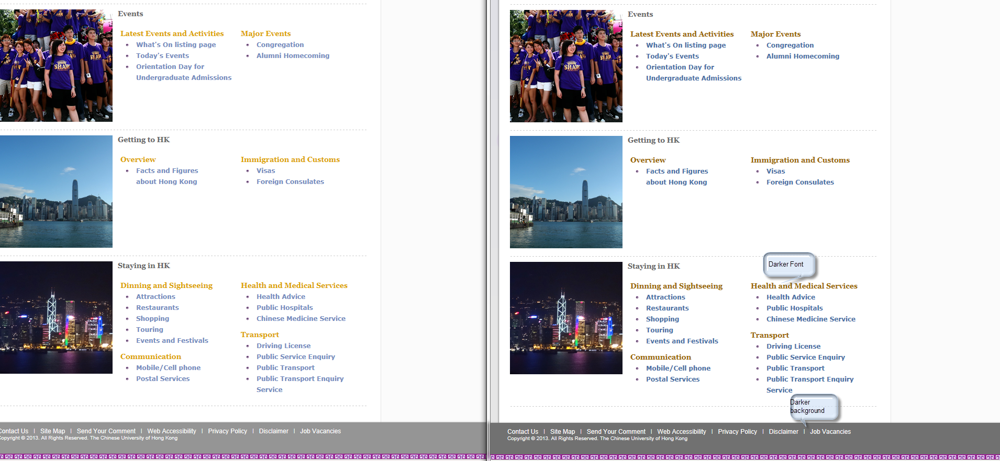 Events
Latest Events and Activities
What's On listing page
Today's Events
Orientation Day for
Undergraduate Admissions
Major Events
Congregation
Alumni Homecoming
SHAW
SHAW
Getting to HK
Overview
Facts and Figures
about Hong Kong
Immigration and Customs
Visas
Foreign Consulates
Staying in HK
Dinning and Sightseeing
Attractions
Restaurants
Shopping
Touring
Events and Festivals
Communication
Mobile/Cell phone
Postal Services
Health and Medical Services
Health Advice
Public Hospitals
Chinese Medicine Service
Transport
Driving License
Public Service Enquiry
Public Transport
Public Transport Enquiry
Service
ontact Us | Site Map | Send Your Comment | Web Accessibility | Privacy Policy | Disclaimer | Job Vacancies
opyright © 2013. All Rights Reserved. The Chinese University of Hong Kong
Events
Latest Events and Activities
What's On listing page
Today's Events
Orientation Day for
Undergraduate Admissions
Major Events
Congregation
Alumni Homecoming
SHAW
SHAW
Getting to HK
Overview
Facts and Figures
about Hong Kong
Immigration and Customs
Visas
Foreign Consulates
Staying in HK
Darker Font
Dinning and Sightseeing
Attractions
Restaurants
Shopping
Touring
Events and Festivals
Communication
Mobile/Cell phone
Postal Services
Health and Medical Services
Health Advice
Public Hospitals
Chinese Medicine Service
Transport
Driving License
Public Service Enquiry
Public Transport
Public Transport Enquiry
Service
Darker
background
Contact Us | Site Map | Send Your Comment | Web Accessibility | Privacy Policy | Disclaimer | Job Vacancies
Copyright © 2013. All Rights Reserved. The Chinese University of Hong Kong